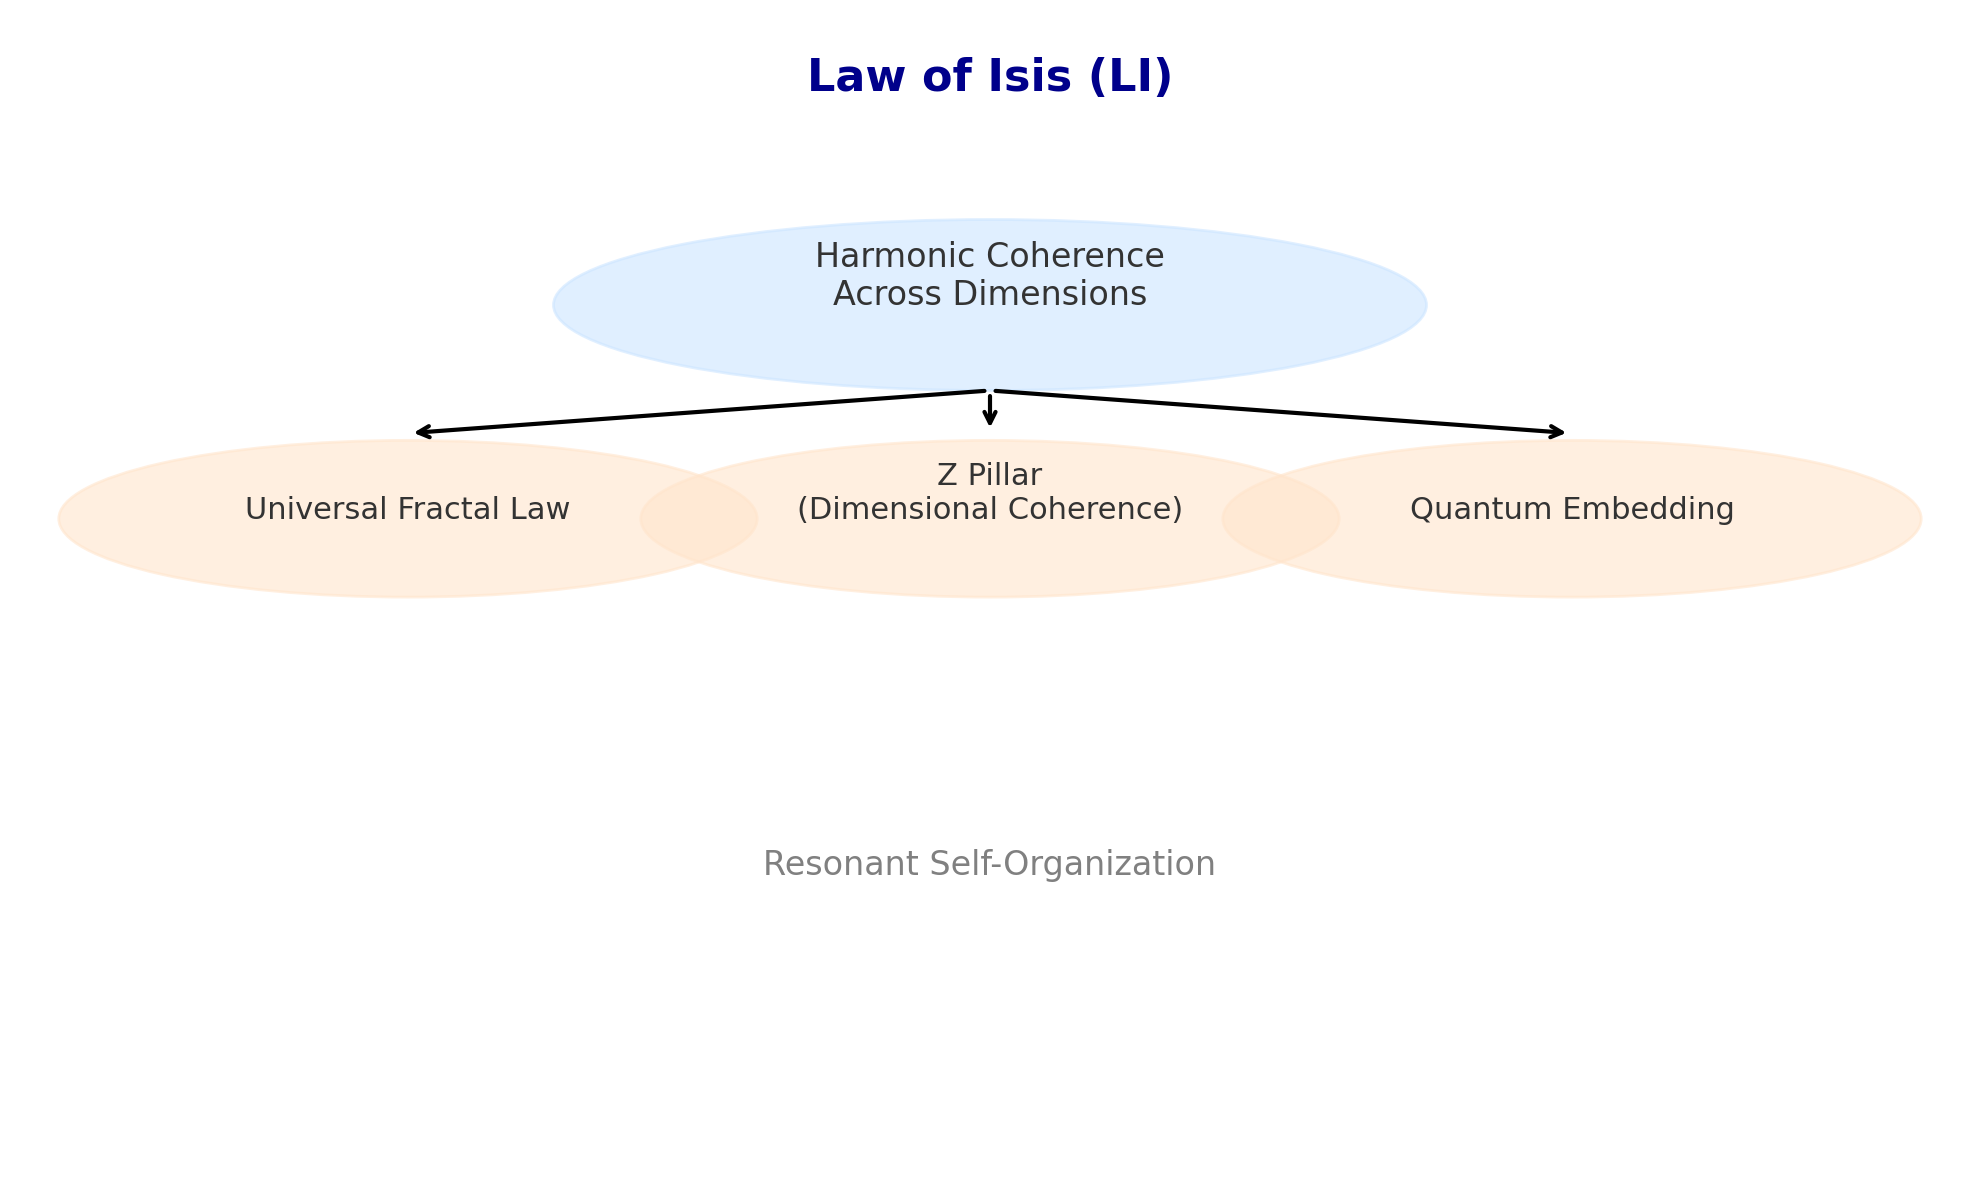 Law of Isis (LI)
Harmonic Coherence
Across Dimensions
Z Pillar
Universal Fractal Law
(Dimensional Coherence)
Quantum Embedding
Resonant Self-Organization